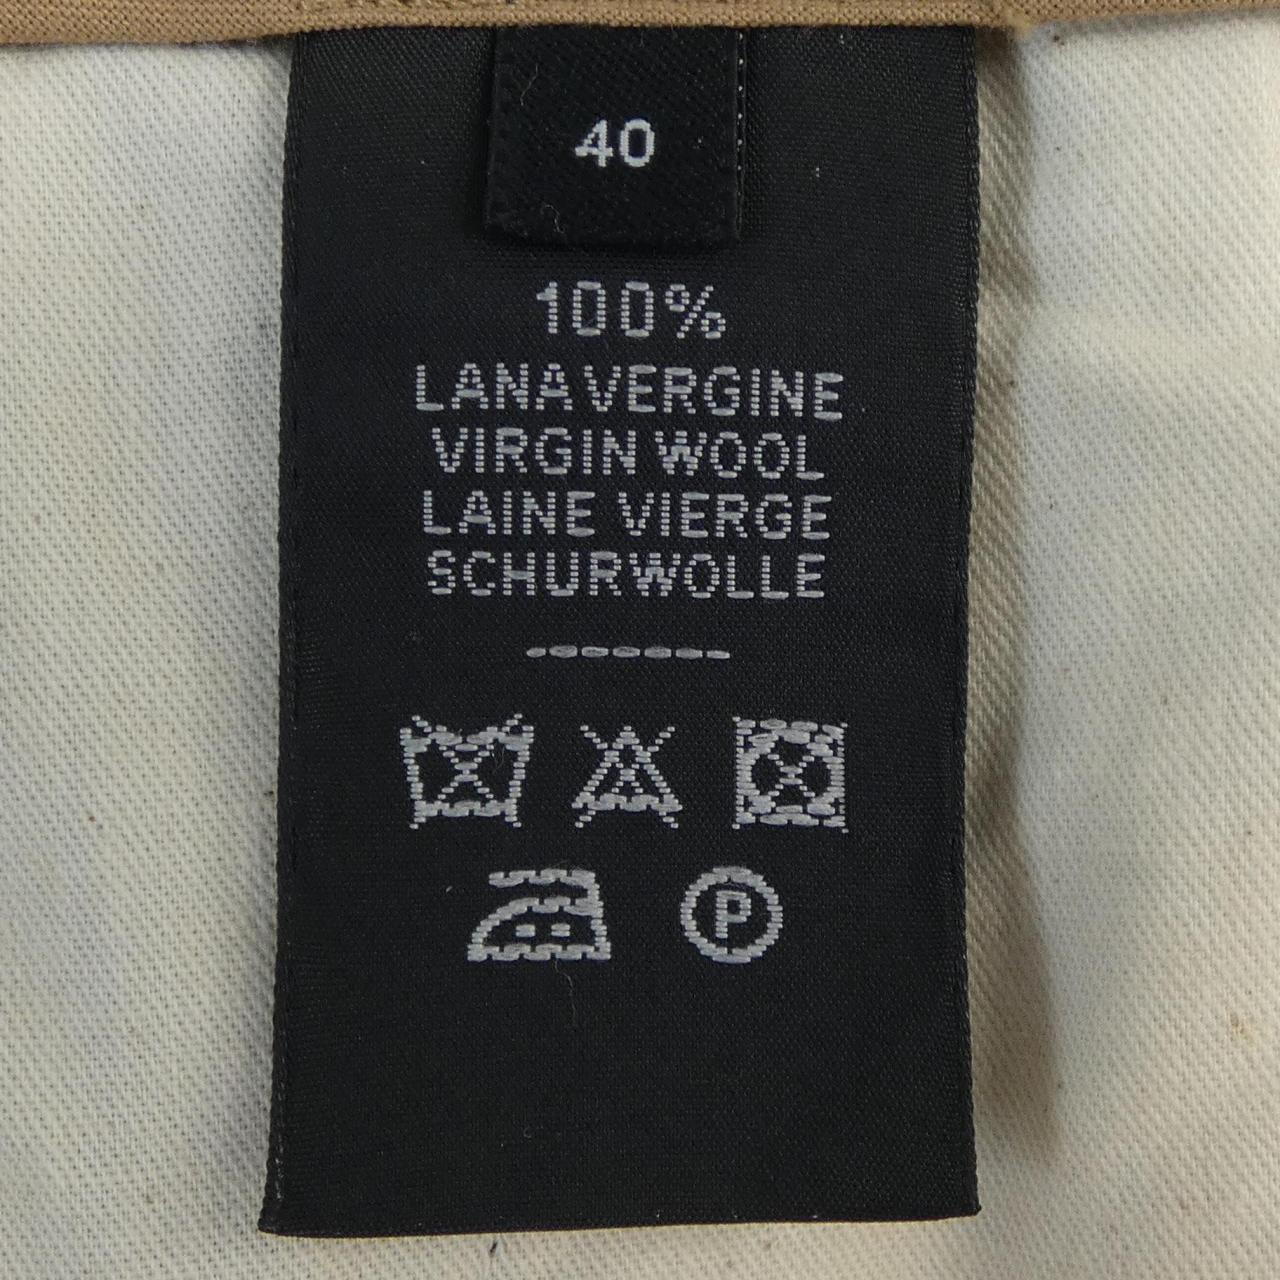 40
100%
LANA VERGINE
VIRGIN WOOL
LAINE VIERGE
SCHURWOLLE
P